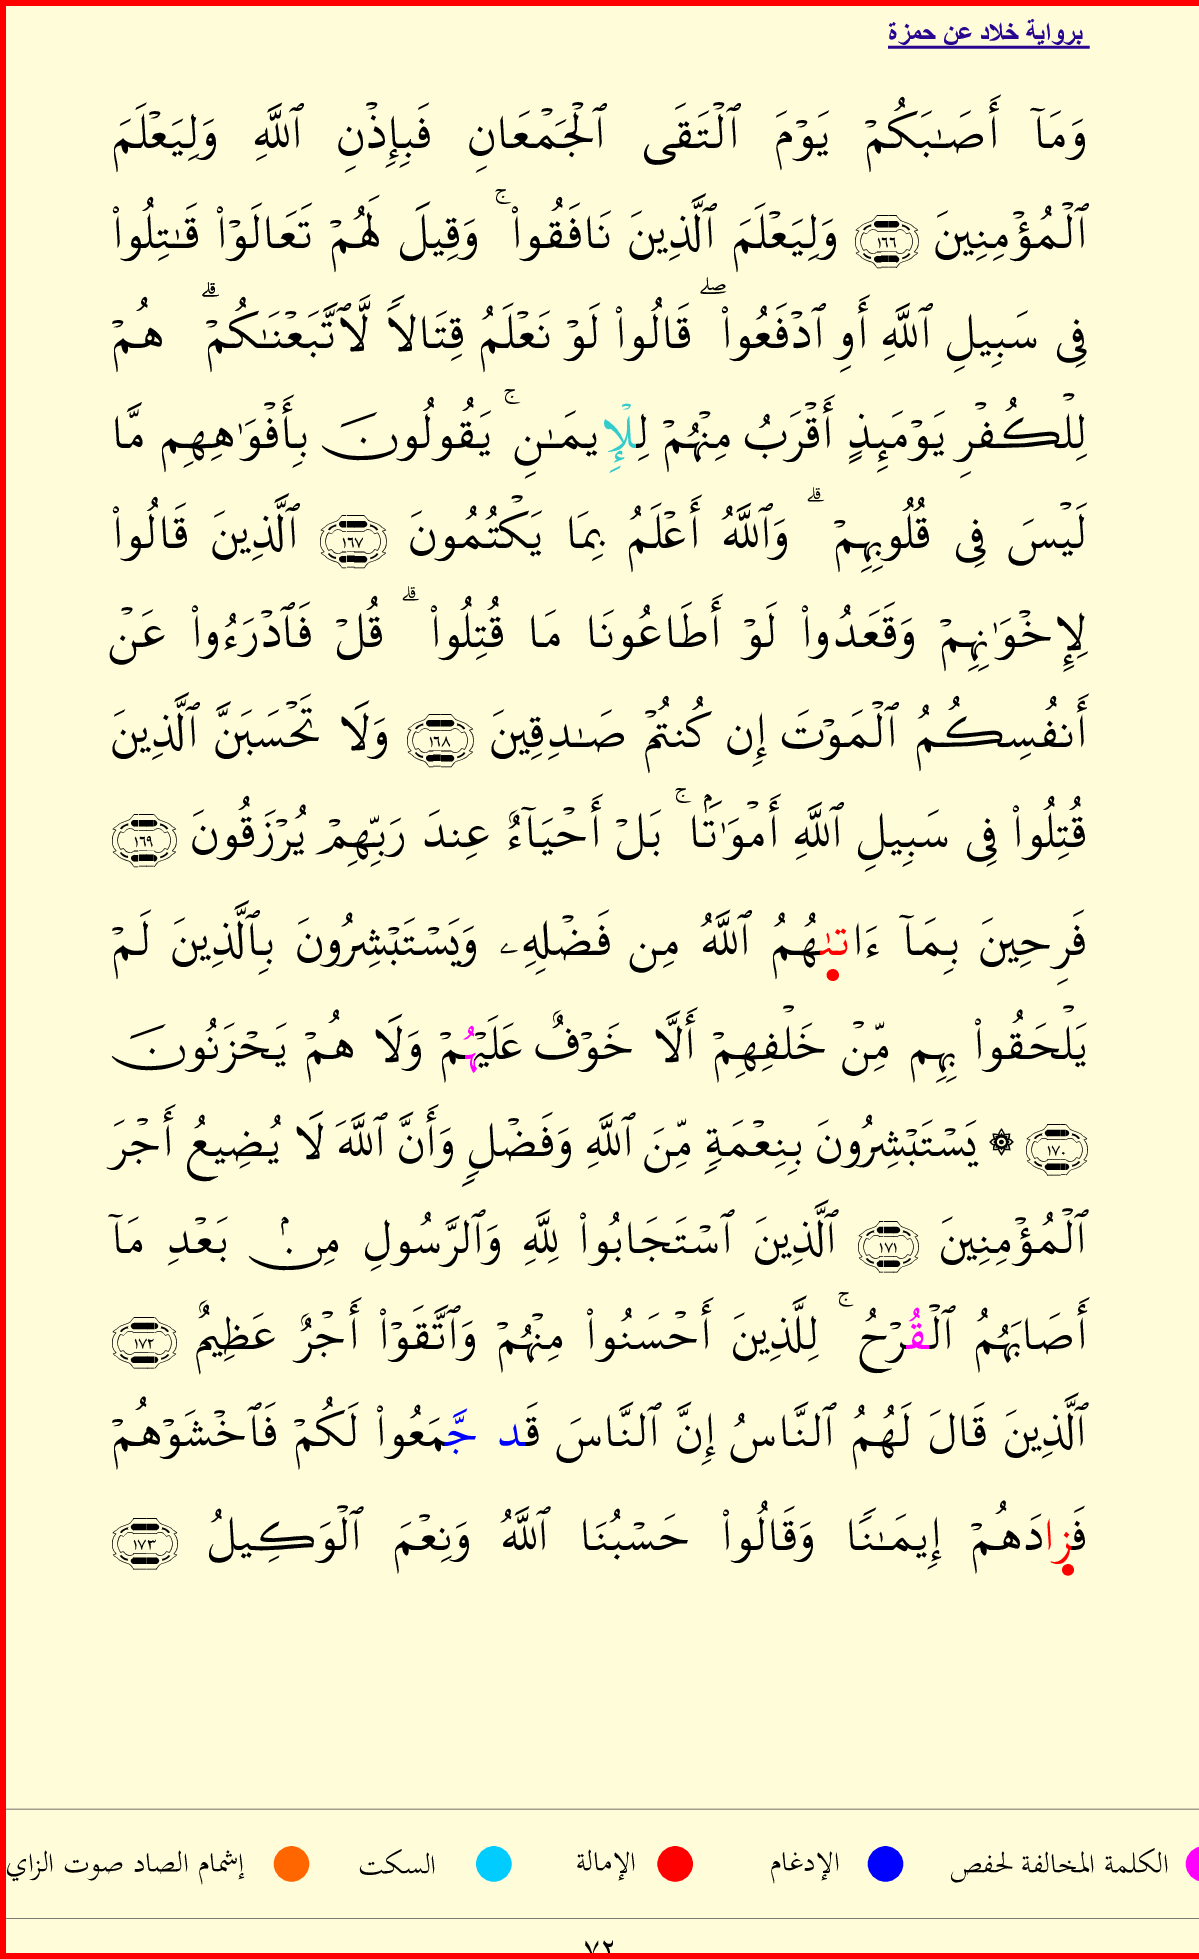 برواية خلاد عن حمزة
وَمَآ أَصَـٰبَكُمْ يَوْمَ ٱلْتَقَى ٱلْجَمْعَانِ فَبِإِذْنِ ٱللَّهِ وَلِيَعْلَمَ
ٱلْمُؤْمِنِينَ ١٦٦ وَلِيَعْلَمَ ٱلَّذِينَ نَافَقُوا۟ ۚ وَقِيلَ لَهُمْ تَعَالَوْا۟ قَـٰتِلُوا۟
فِى سَبِيلِ ٱللَّهِ أَوِ ٱدْفَعُوا۟ ۖ قَالُوا۟ لَوْ نَعْلَمُ قِتَالاً لَّٱتَّبَعْنَـٰكُمْ ۗ هُمْ
لِلْكُفْرِ يَوْمَئِذٍ أَقْرَبُ مِنْهُمْ لِلْإِيمَـٰنِ ۚ يَقُولُونَ بِأَفْوَٰهِهِم مَّا
لَيْسَ فِى قُلُوبِهِمْ ۗ وَٱللَّهُ أَعْلَمُ بِمَا يَكْتُمُونَ ١٦٧ ٱلَّذِينَ قَالُوا۟
لِإِخْوَٰنِهِمْ وَقَعَدُوا۟ لَوْ أَطَاعُونَا مَا قُتِلُوا۟ ۗ قُلْ فَٱدْرَءُوا۟ عَنْ
أَنفُسِكُمُ ٱلْمَوْتَ إِن كُنتُمْ صَـٰدِقِينَ ١٦٨ وَلَا تَحْسَبَنَّ ٱلَّذِينَ
قُتِلُوا۟ فِى سَبِيلِ ٱللَّهِ أَمْوَٰتَۢا ۚ بَلْ أَحْيَآءٌ عِندَ رَبِّهِمْ يُرْزَقُونَ ١٦٩
فَرِحِينَ بِمَآ ءَاتىٰهُمُ ٱللَّهُ مِن فَضْلِهِۦ وَيَسْتَبْشِرُونَ بِٱلَّذِينَ لَمْ
يَلْحَقُوا۟ بِهِم مِّنْ خَلْفِهِمْ أَلَّا خَوْفٌ عَلَيْهُمْ وَلَا هُمْ يَحْزَنُونَ
١٧٠ ۞ يَسْتَبْشِرُونَ بِنِعْمَةٍ مِّنَ ٱللَّهِ وَفَضْلٍ وَأَنَّ ٱللَّهَ لَا يُضِيعُ أَجْرَ
ٱلْمُؤْمِنِينَ ١٧١ ٱلَّذِينَ ٱسْتَجَابُوا۟ لِلَّهِ وَٱلرَّسُولِ مِنۢ بَعْدِ مَآ
أَصَابَهُمُ ٱلْقُرْحُ ۚ لِلَّذِينَ أَحْسَنُوا۟ مِنْهُمْ وَٱتَّقَوْا۟ أَجْرٌ عَظِيمٌ ١٧٢
ٱلَّذِينَ قَالَ لَهُمُ ٱلنَّاسُ إِنَّ ٱلنَّاسَ قَد جَّمَعُوا۟ لَكُمْ فَٱخْشَوْهُمْ
فَزِادَهُمْ إِيمَـٰنًا وَقَالُوا۟ حَسْبُنَا ٱللَّهُ وَنِعْمَ ٱلْوَكِيلُ ١٧٣
الكلمة المخالفة لحفص الإدغام الإمالة السكت إشمام الصاد صوت الزاي
٧٢